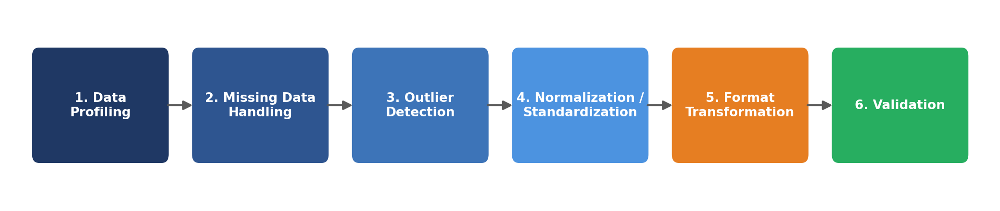 1. Data
Profiling
2. Missing Data
Handling
3. Outlier
Detection
4. Normalization /
Standardization
5. Format
Transformation
6. Validation